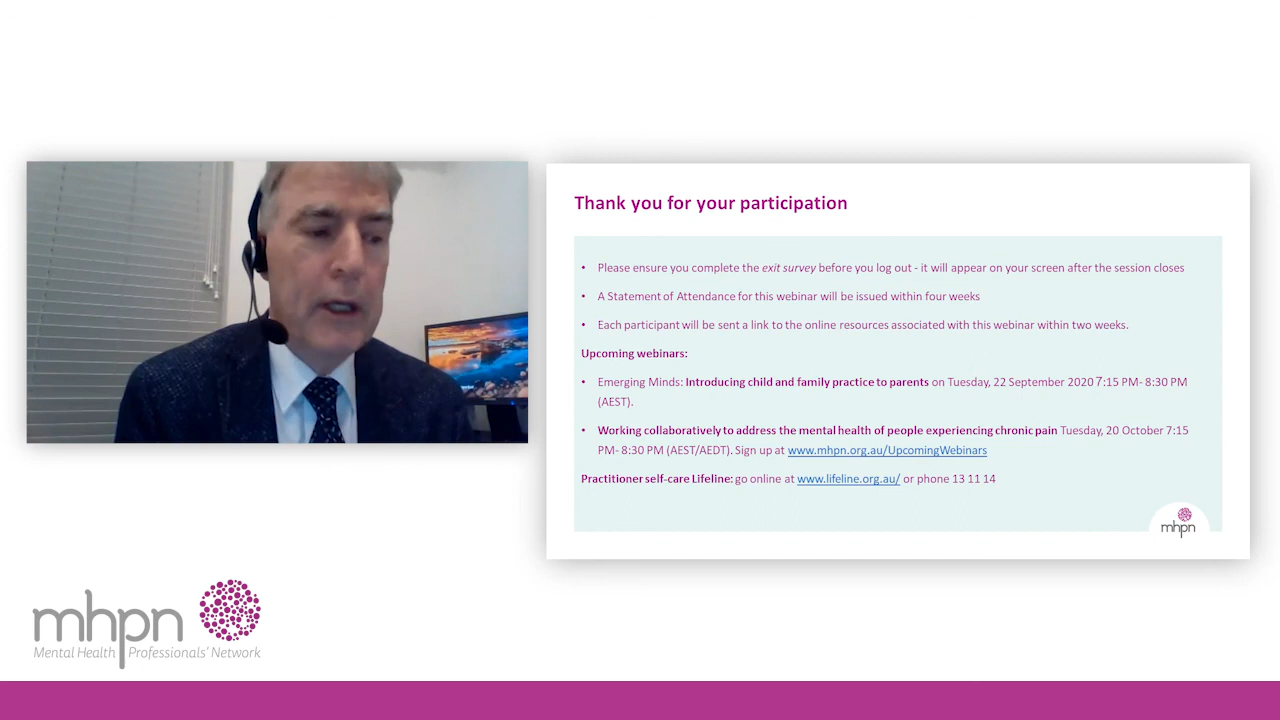 Thank you for your participation
• Please ensure you complete the exit survey before you log out - it will appear on your screen after the session closes
• A Statement of Attendance for this webinar will be issued within four weeks
• Each participant will be sent a link to the online resources associated with this webinar within two weeks.
Upcoming webinars:
• Emerging Minds: Introducing child and family practice to parents on Tuesday, 22 September 2020 7:15 PM- 8:30 PM
(AEST).
• Working collaboratively to address the mental health of people experiencing chronic pain Tuesday, 20 October 7:15
PM- 8:30 PM (AEST/AEDT). Sign up at www.mhpn.org.au/UpcomingWebinars
Practitioner self-care Lifeline: go online at www.lifeline.org.au/ or phone 13 11 14
mhpn
mhpn
Mental Health Professionals' Network